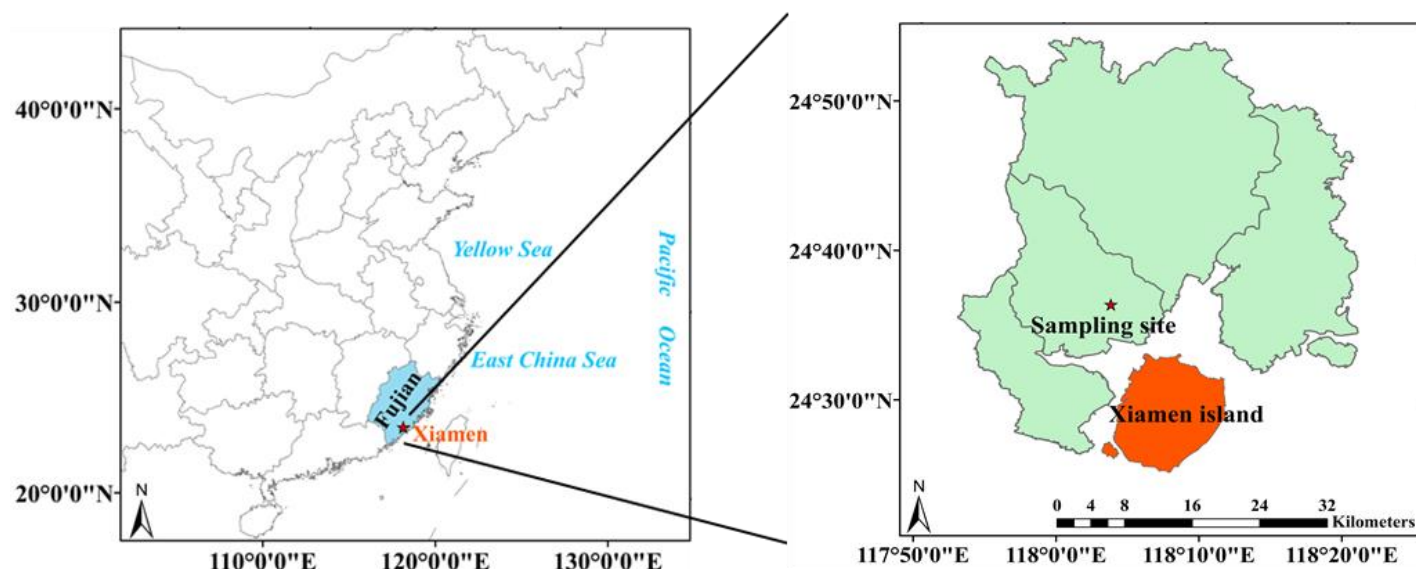 40°0'0"N
30°0'0"N
20°0'0"N
Yellow Sea
East China Sea
Pacific Ocean
Fujian
Xiamen
N
110°0'0"E
120°0'0"E
130°0'0"E
24°50'0"N
24°40'0"N
24°30'0"N
Sampling site
Xiamen island
N
0 4 8 16 24 32
Kilometers
117°50'0"E
118°0'0"E
118°10'0"E
118°20'0"E